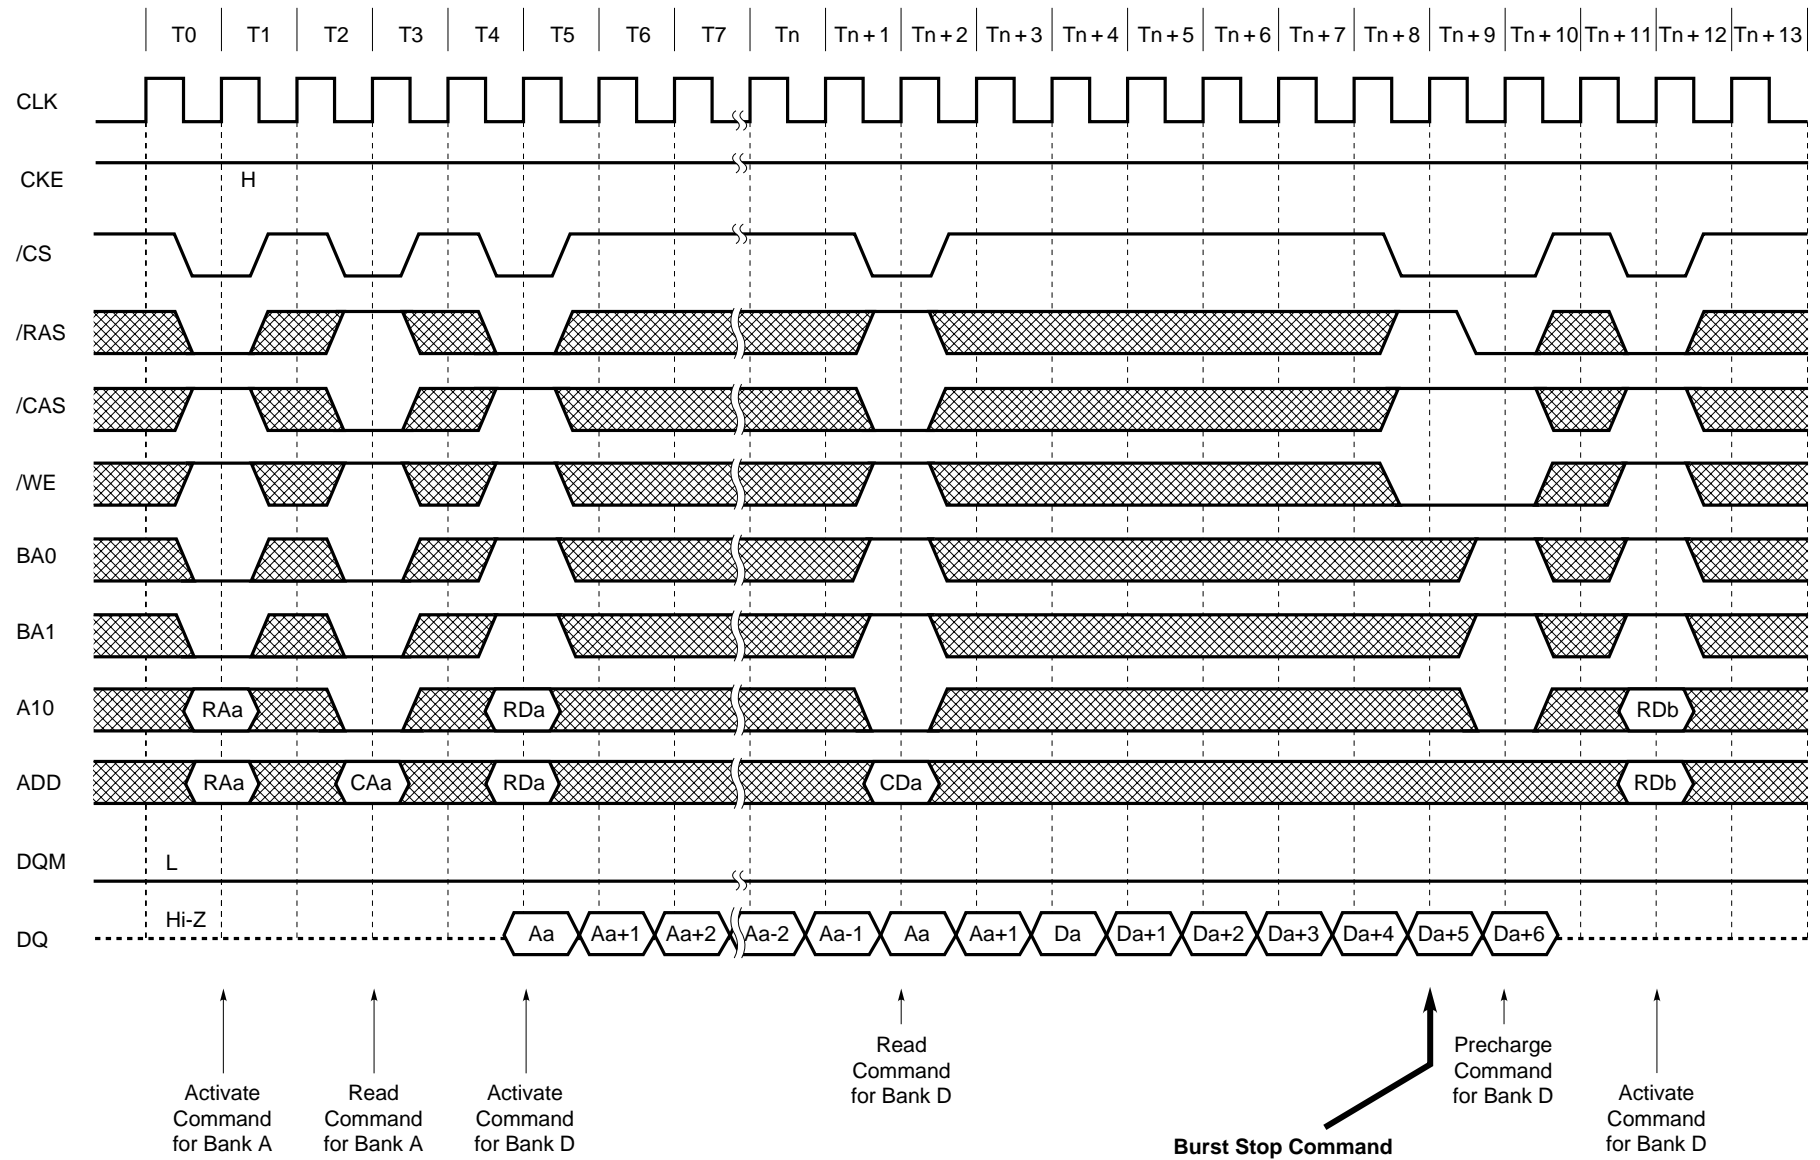 T0 T1 T2 T3 T4 T5 T6 T7 Tn Tn + 1 Tn + 2 Tn + 3 Tn + 4 Tn + 5 Tn + 6 Tn + 7 Tn + 8 Tn + 9 Tn + 10 Tn + 11 Tn + 12 Tn + 13
CLK
CKE H
/CS
/RAS
/CAS
/WE
BA0
BA1
A10 RAa RDa RDb
ADD RAa CAa RDa CDa RDb
DQM L
Hi-Z
DQ Aa Aa+1 Aa+2 Aa-2 Aa-1 Aa Aa+1 Da Da+1 Da+2 Da+3 Da+4 Da+5 Da+6
Activate
Command
for Bank A
Read
Command
for Bank A
Activate
Command
for Bank D
Read
Command
for Bank D
Burst Stop Command
Precharge
Command
for Bank D
Activate
Command
for Bank D